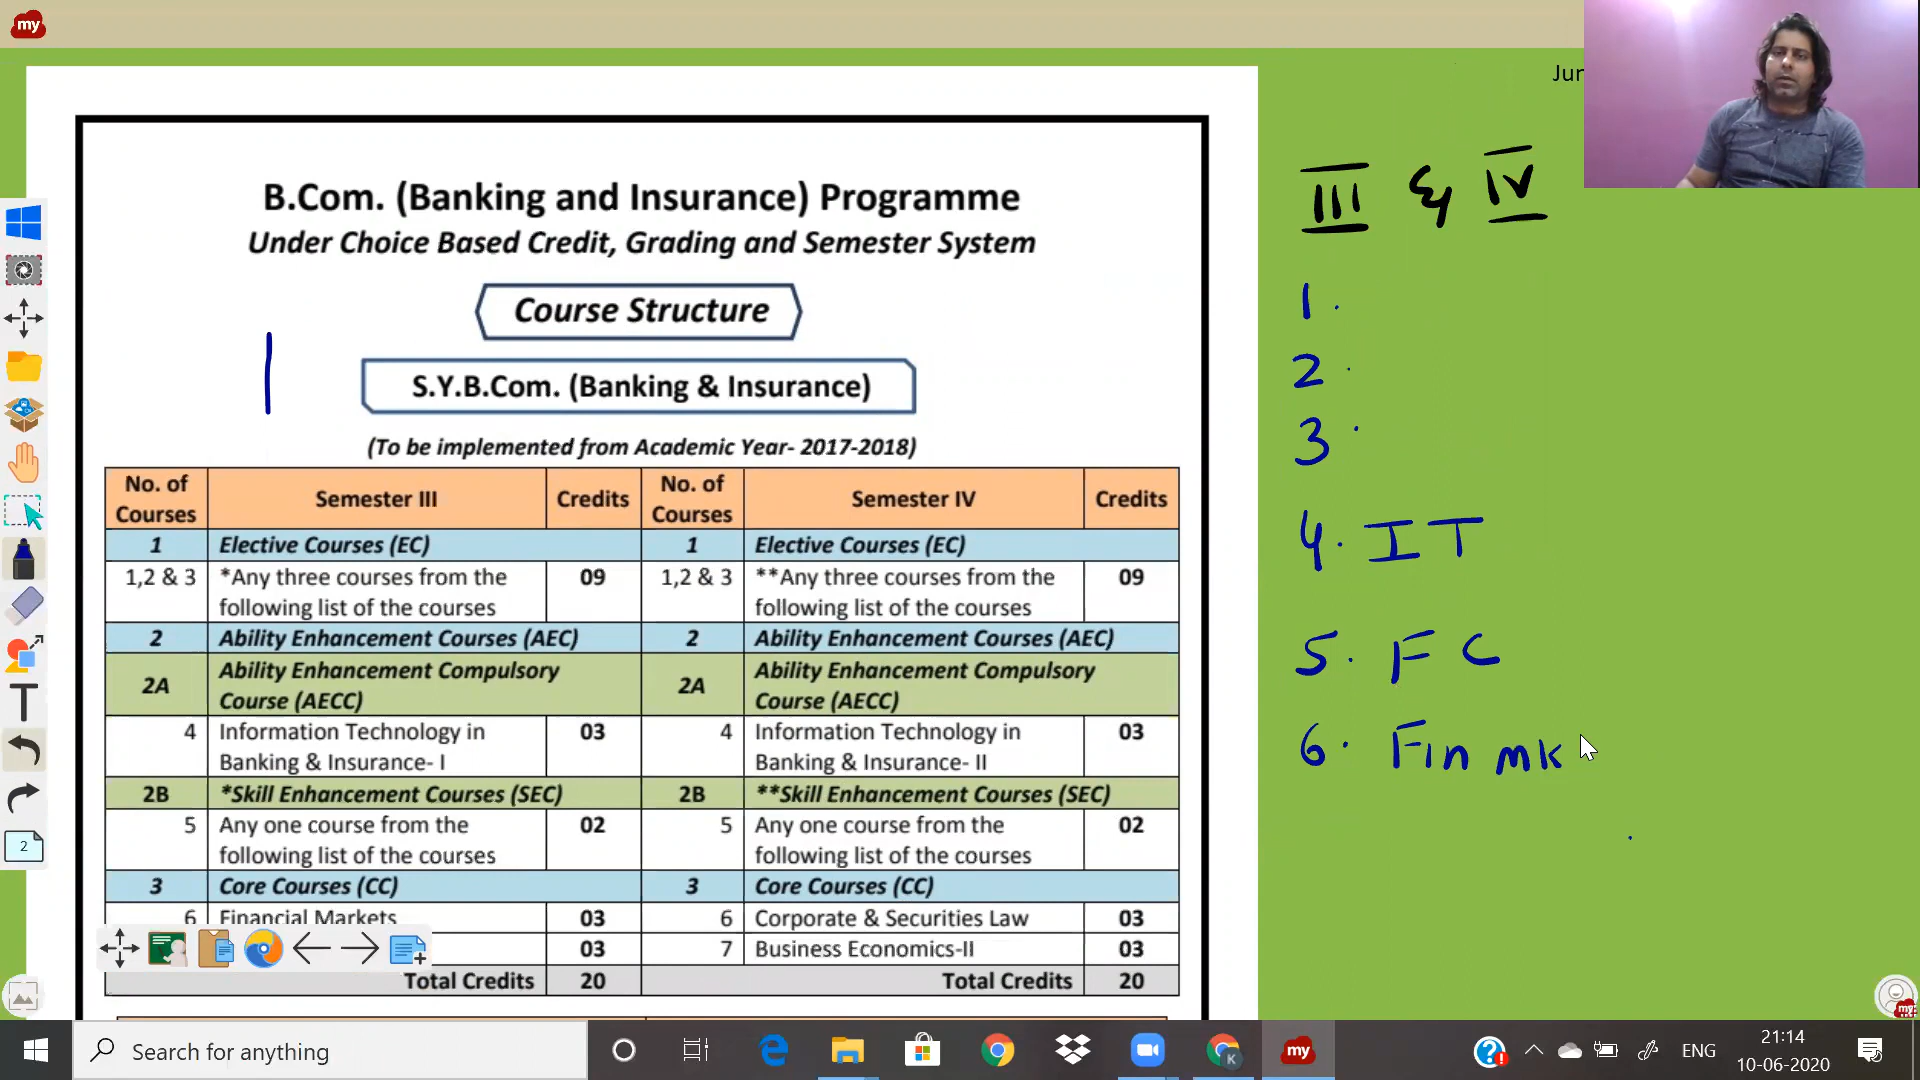 my
Jun
B.Com. (Banking and Insurance) Programme
Under Choice Based Credit, Grading and Semester System
Course Structure
S.Y.B.Com. (Banking & Insurance)
(To be implemented from Academic Year- 2017-2018)
No. of Courses Semester III Credits No. of Courses Semester IV Credits
1 Elective Courses (EC) 1 Elective Courses (EC)
1,2 & 3 *Any three courses from the following list of the courses 09 1,2 & 3 **Any three courses from the following list of the courses 09
2 Ability Enhancement Courses (AEC) 2 Ability Enhancement Courses (AEC)
2A Ability Enhancement Compulsory Course (AECC) 2A Ability Enhancement Compulsory Course (AECC)
4 Information Technology in Banking & Insurance- I 03 4 Information Technology in Banking & Insurance- II 03
2B *Skill Enhancement Courses (SEC) 2B **Skill Enhancement Courses (SEC)
5 Any one course from the following list of the courses 02 5 Any one course from the following list of the courses 02
3 Core Courses (CC) 3 Core Courses (CC)
6 Financial Markets 03 6 Corporate & Securities Law 03
03 7 Business Economics-II 03
Total Credits 20 Total Credits 20
III & IV
1.
2.
3.
4. IT
5. FC
6. Fin mk
2
my
Search for anything
my
ENG
21:14
10-06-2020